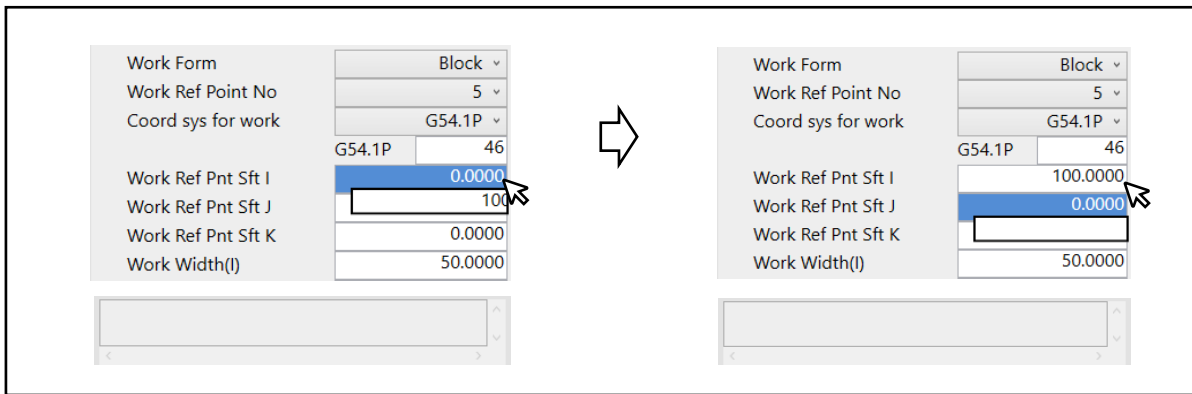 Work Form Block
Work Ref Point No 5
Coord sys for work G54.1P
G54.1P 46
Work Ref Pnt Sft I 0.0000
Work Ref Pnt Sft J 100
Work Ref Pnt Sft K 0.0000
Work Width(I) 50.0000
Work Form Block
Work Ref Point No 5
Coord sys for work G54.1P
G54.1P 46
Work Ref Pnt Sft I 100.0000
Work Ref Pnt Sft J 0.0000
Work Ref Pnt Sft K
Work Width(I) 50.0000